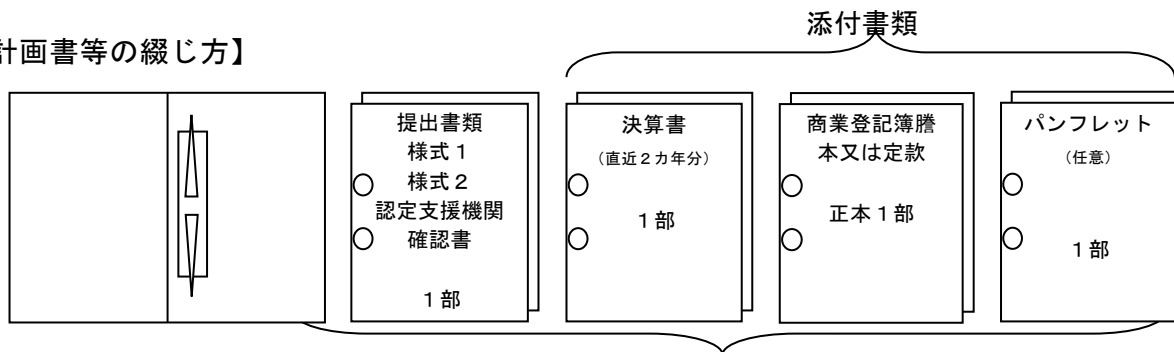 添付書類
計画書等の綴じ方】
提出書類
様式1
様式2
認定支援機関
確認書
1部
決算書
（直近2カ年分）
1部
商業登記簿謄
本又は定款
正本1部
パンフレット
（任意）
1部